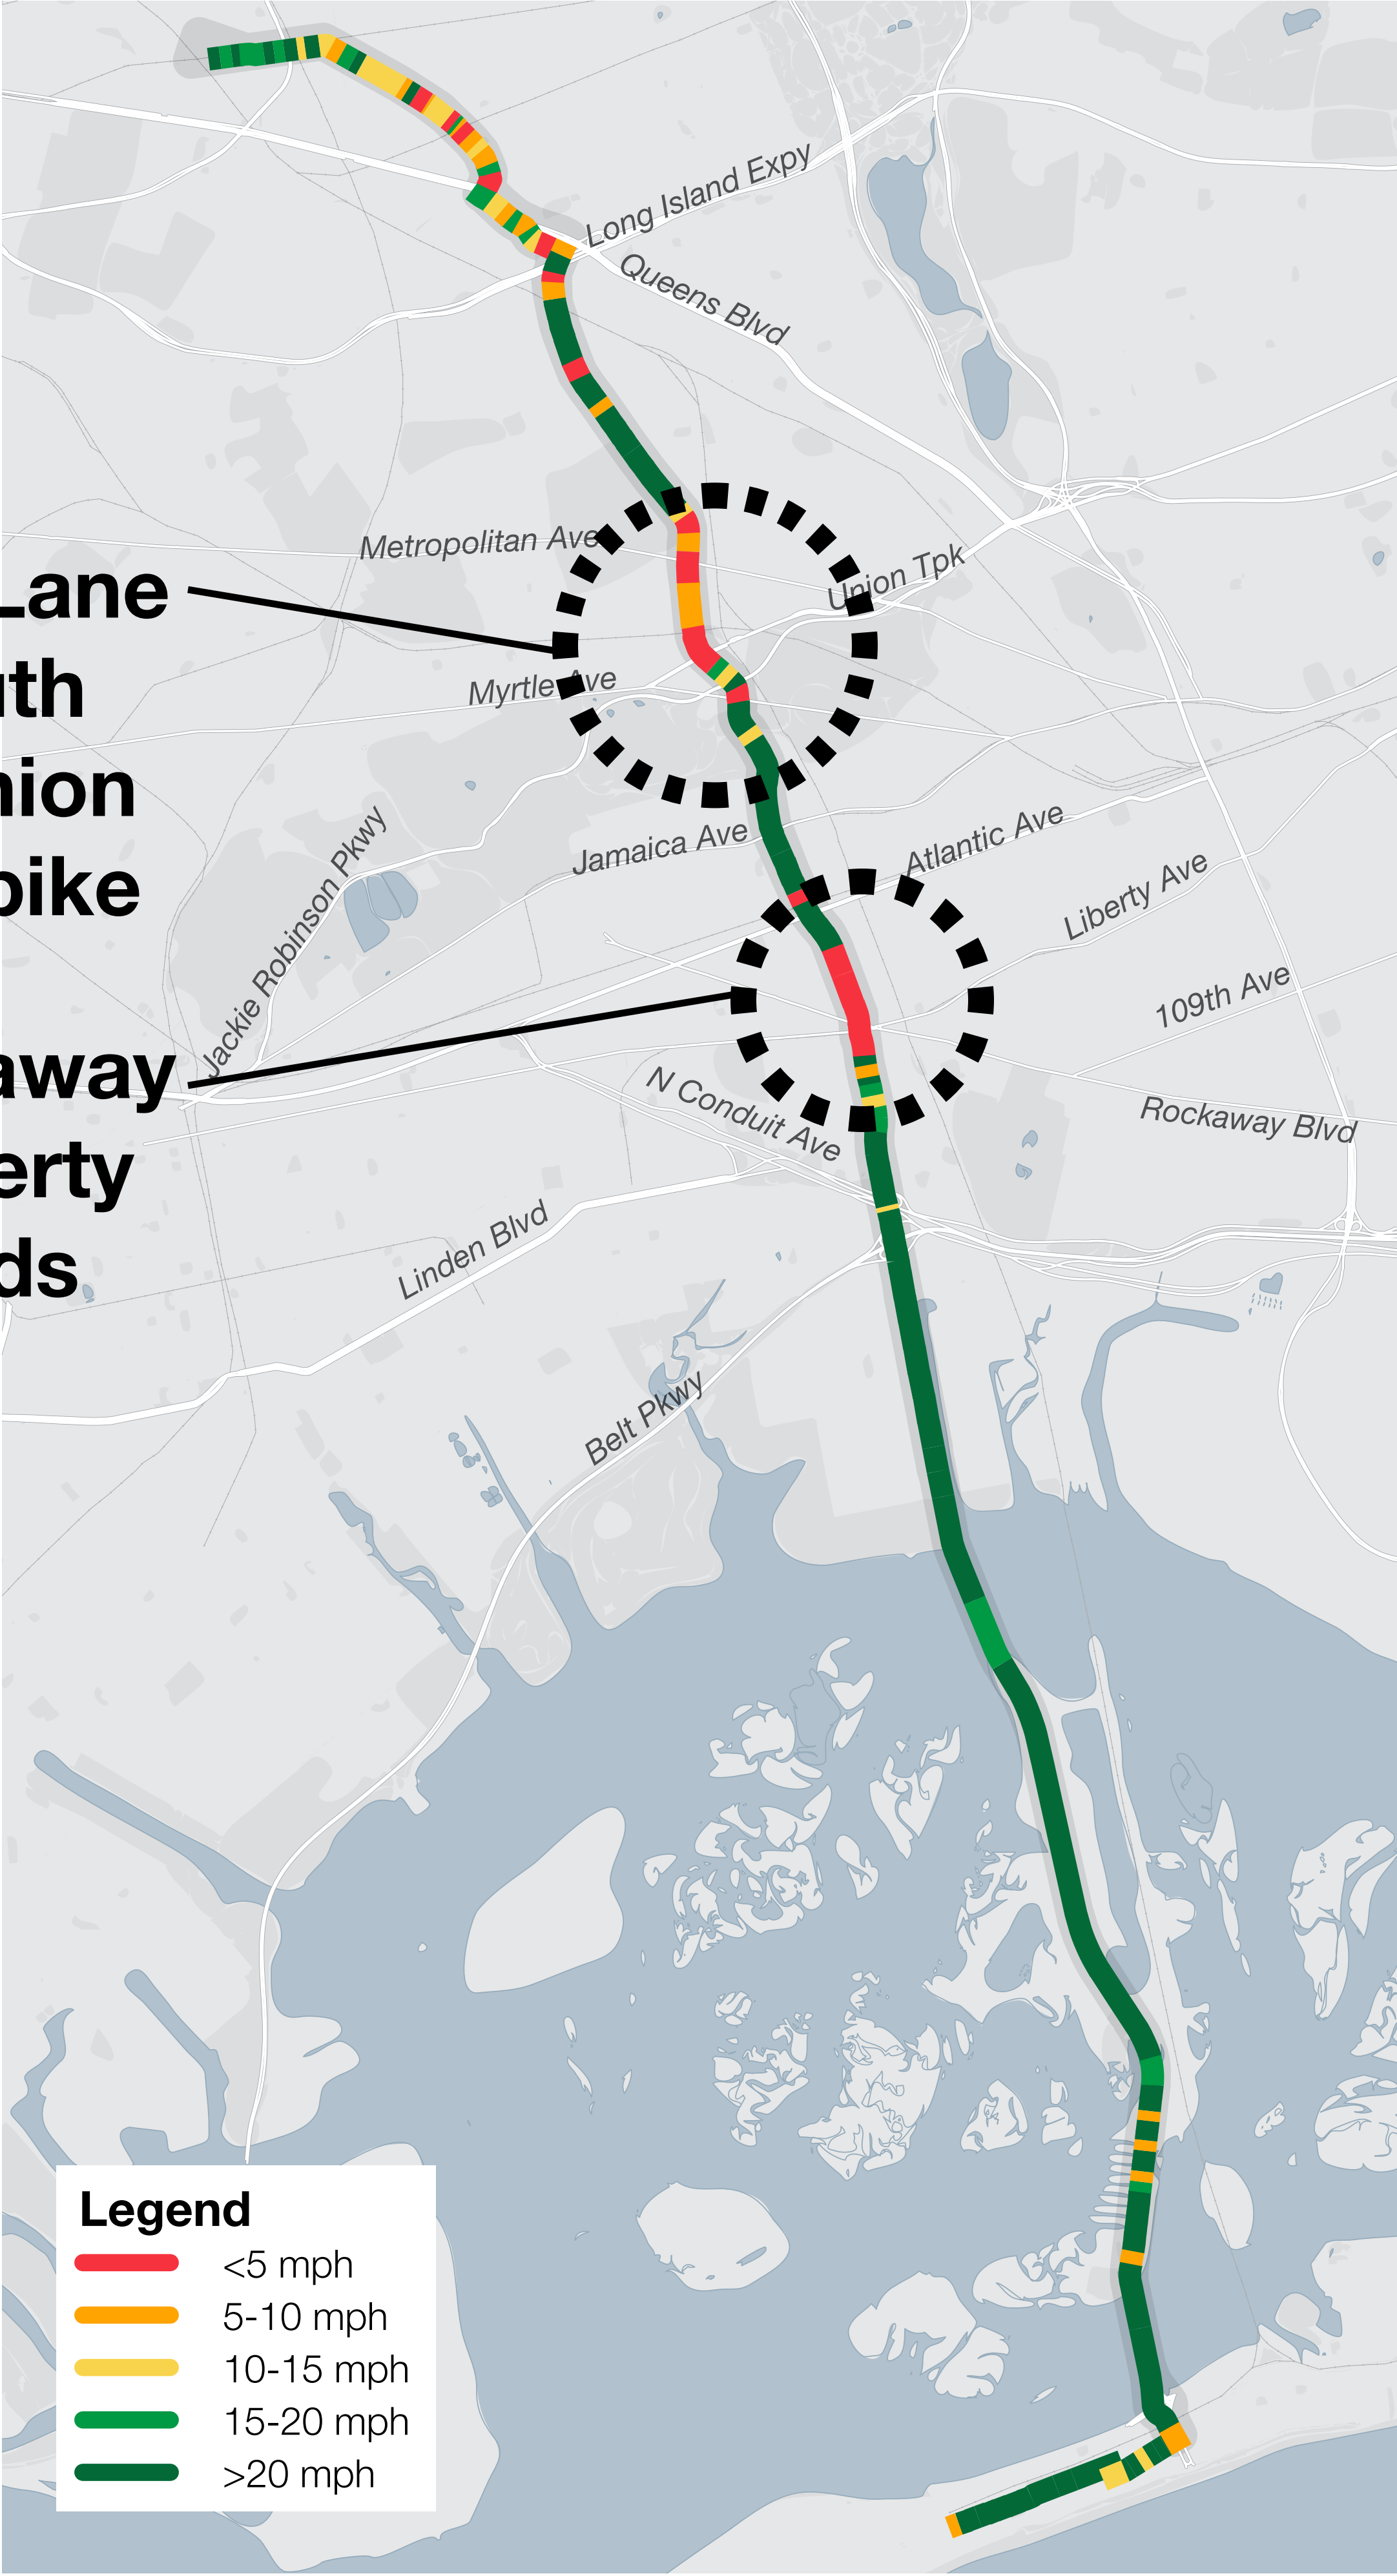 Long Island Expy
Queens Blvd
Metropolitan Ave
Union Tpk
Lane
uth
Myrtle Ave
nion
Jamaica Ave
Atlantic Ave
pike
Liberty Ave
Jackie Robinson Pkwy
109th Ave
away
N Conduit Ave
Rockaway Blvd
erty
Linden Blvd
ds
Belt Pkwy
Legend
<5 mph
5-10 mph
10-15 mph
15-20 mph
>20 mph